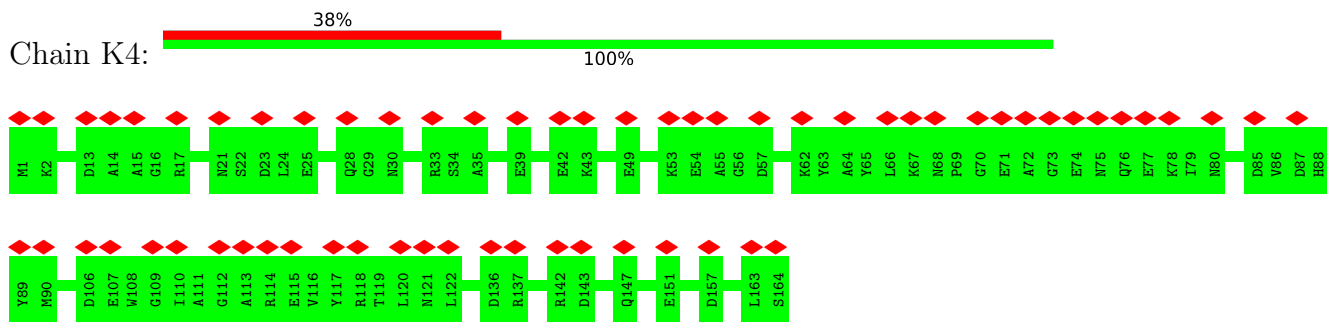 38%
Chain K4:
100%
M1 K2 D13 A14 A15 G16 R17 N21 S22 D23 L24 E25 Q28 G29 N30 R33 S34 A35 E39 E42 K43 E49 K53 E54 A55 G56 D57 K62 Y63 A64 Y65 L66 K67 N68 P69 G70 E71 A72 G73 E74 N75 Q76 E77 K78 I79 N80 D85 V86 D87 H88
Y89 M90 D106 E107 W108 G109 I110 A111 G112 A113 R114 E115 V116 Y117 R118 T119 L120 N121 L122 D136 R137 R142 D143 Q147 E151 D157 L163 S164